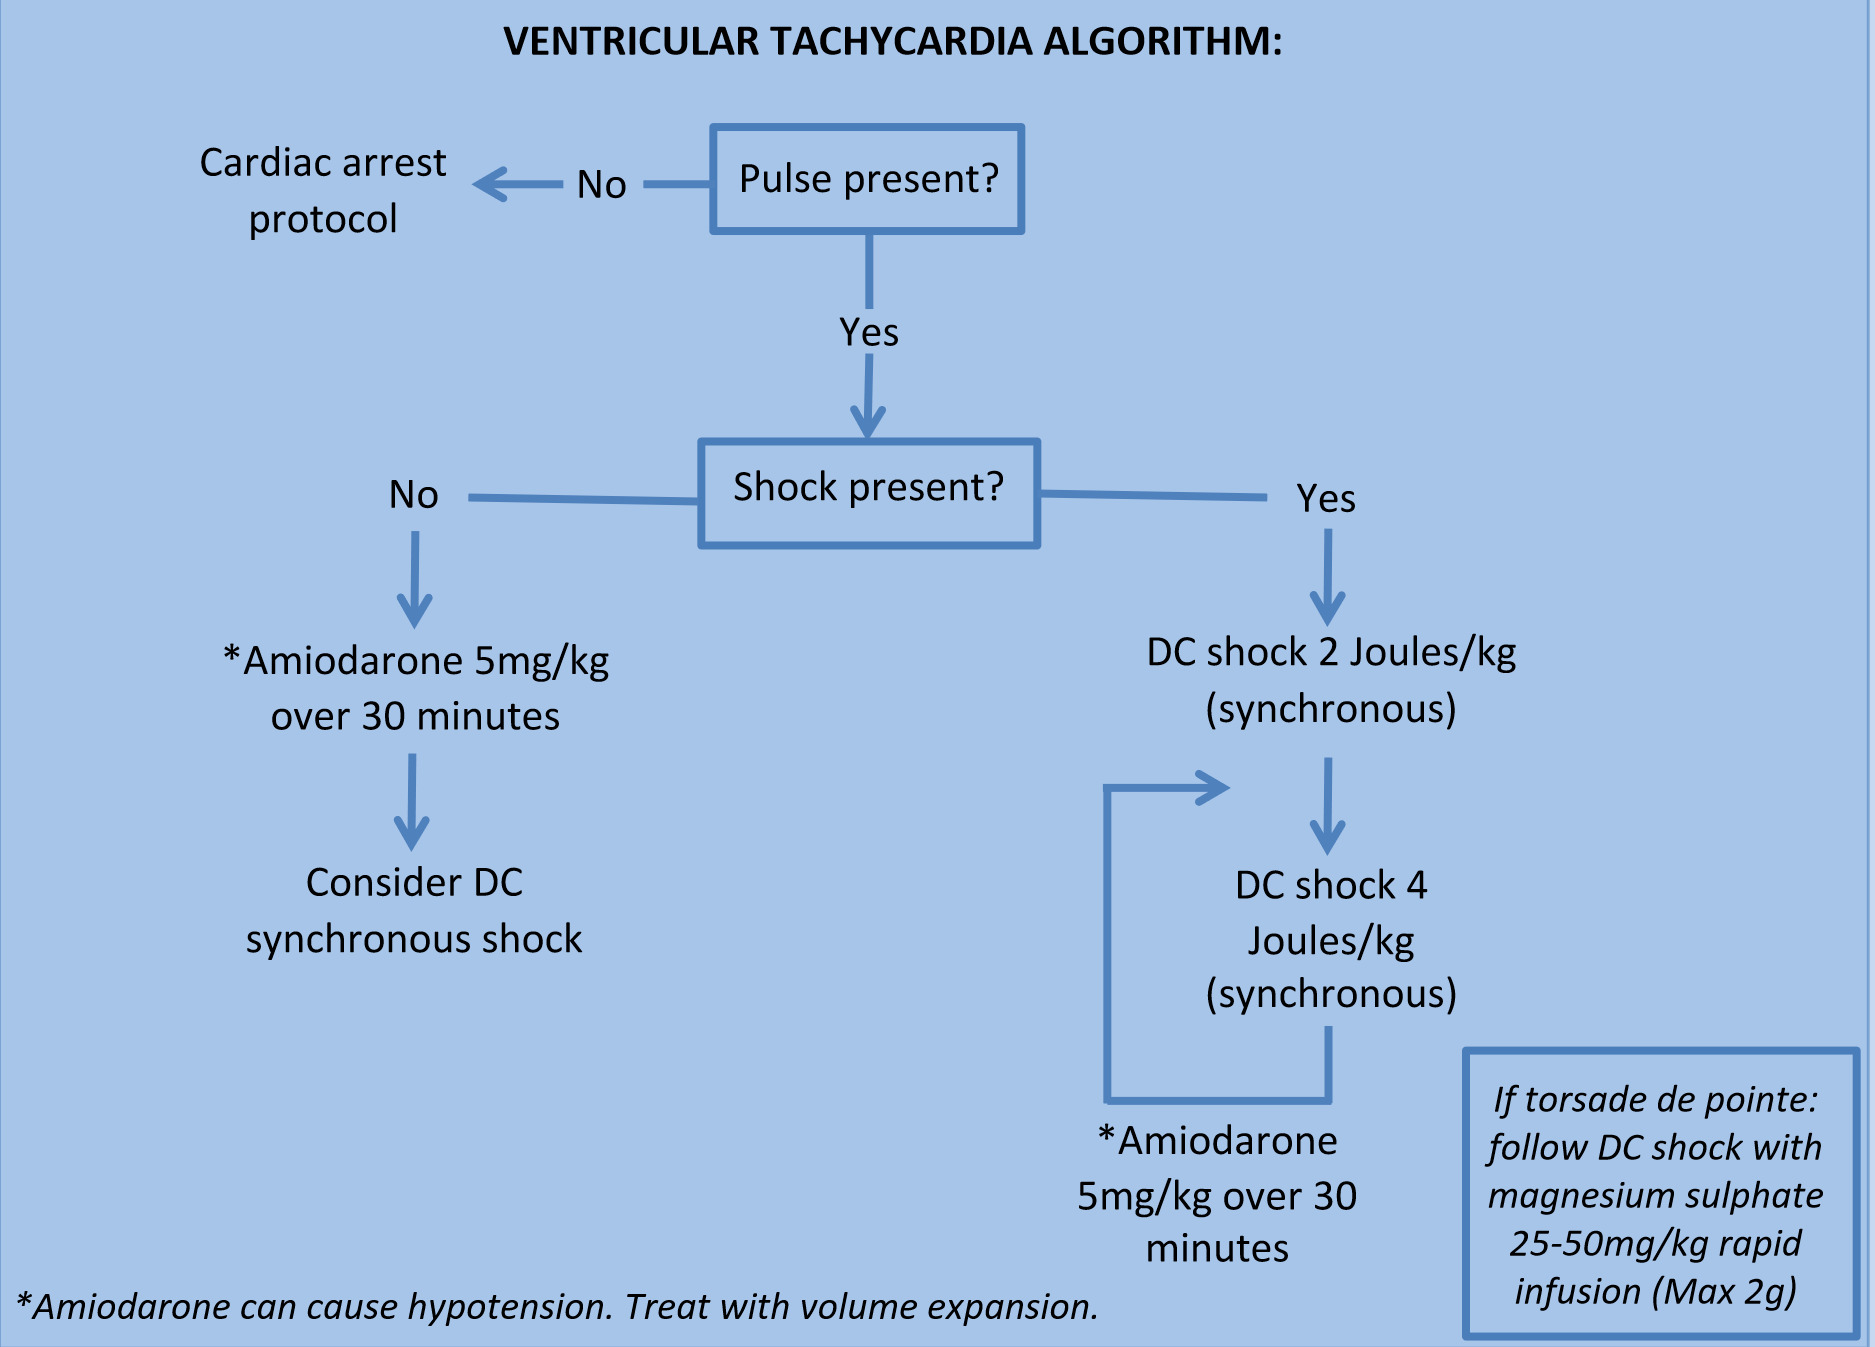 VENTRICULAR TACHYCARDIA ALGORITHM:
Cardiac arrest
protocol
No
Pulse present?
Yes
Shock present?
No
Yes
*Amiodarone 5mg/kg
over 30 minutes
Consider DC
synchronous shock
DC shock 2 Joules/kg
(synchronous)
DC shock 4
Joules/kg
(synchronous)
*Amiodarone
5mg/kg over 30
minutes
If torsade de pointe:
follow DC shock with
magnesium sulphate
25-50mg/kg rapid
infusion (Max 2g)
*Amiodarone can cause hypotension. Treat with volume expansion.